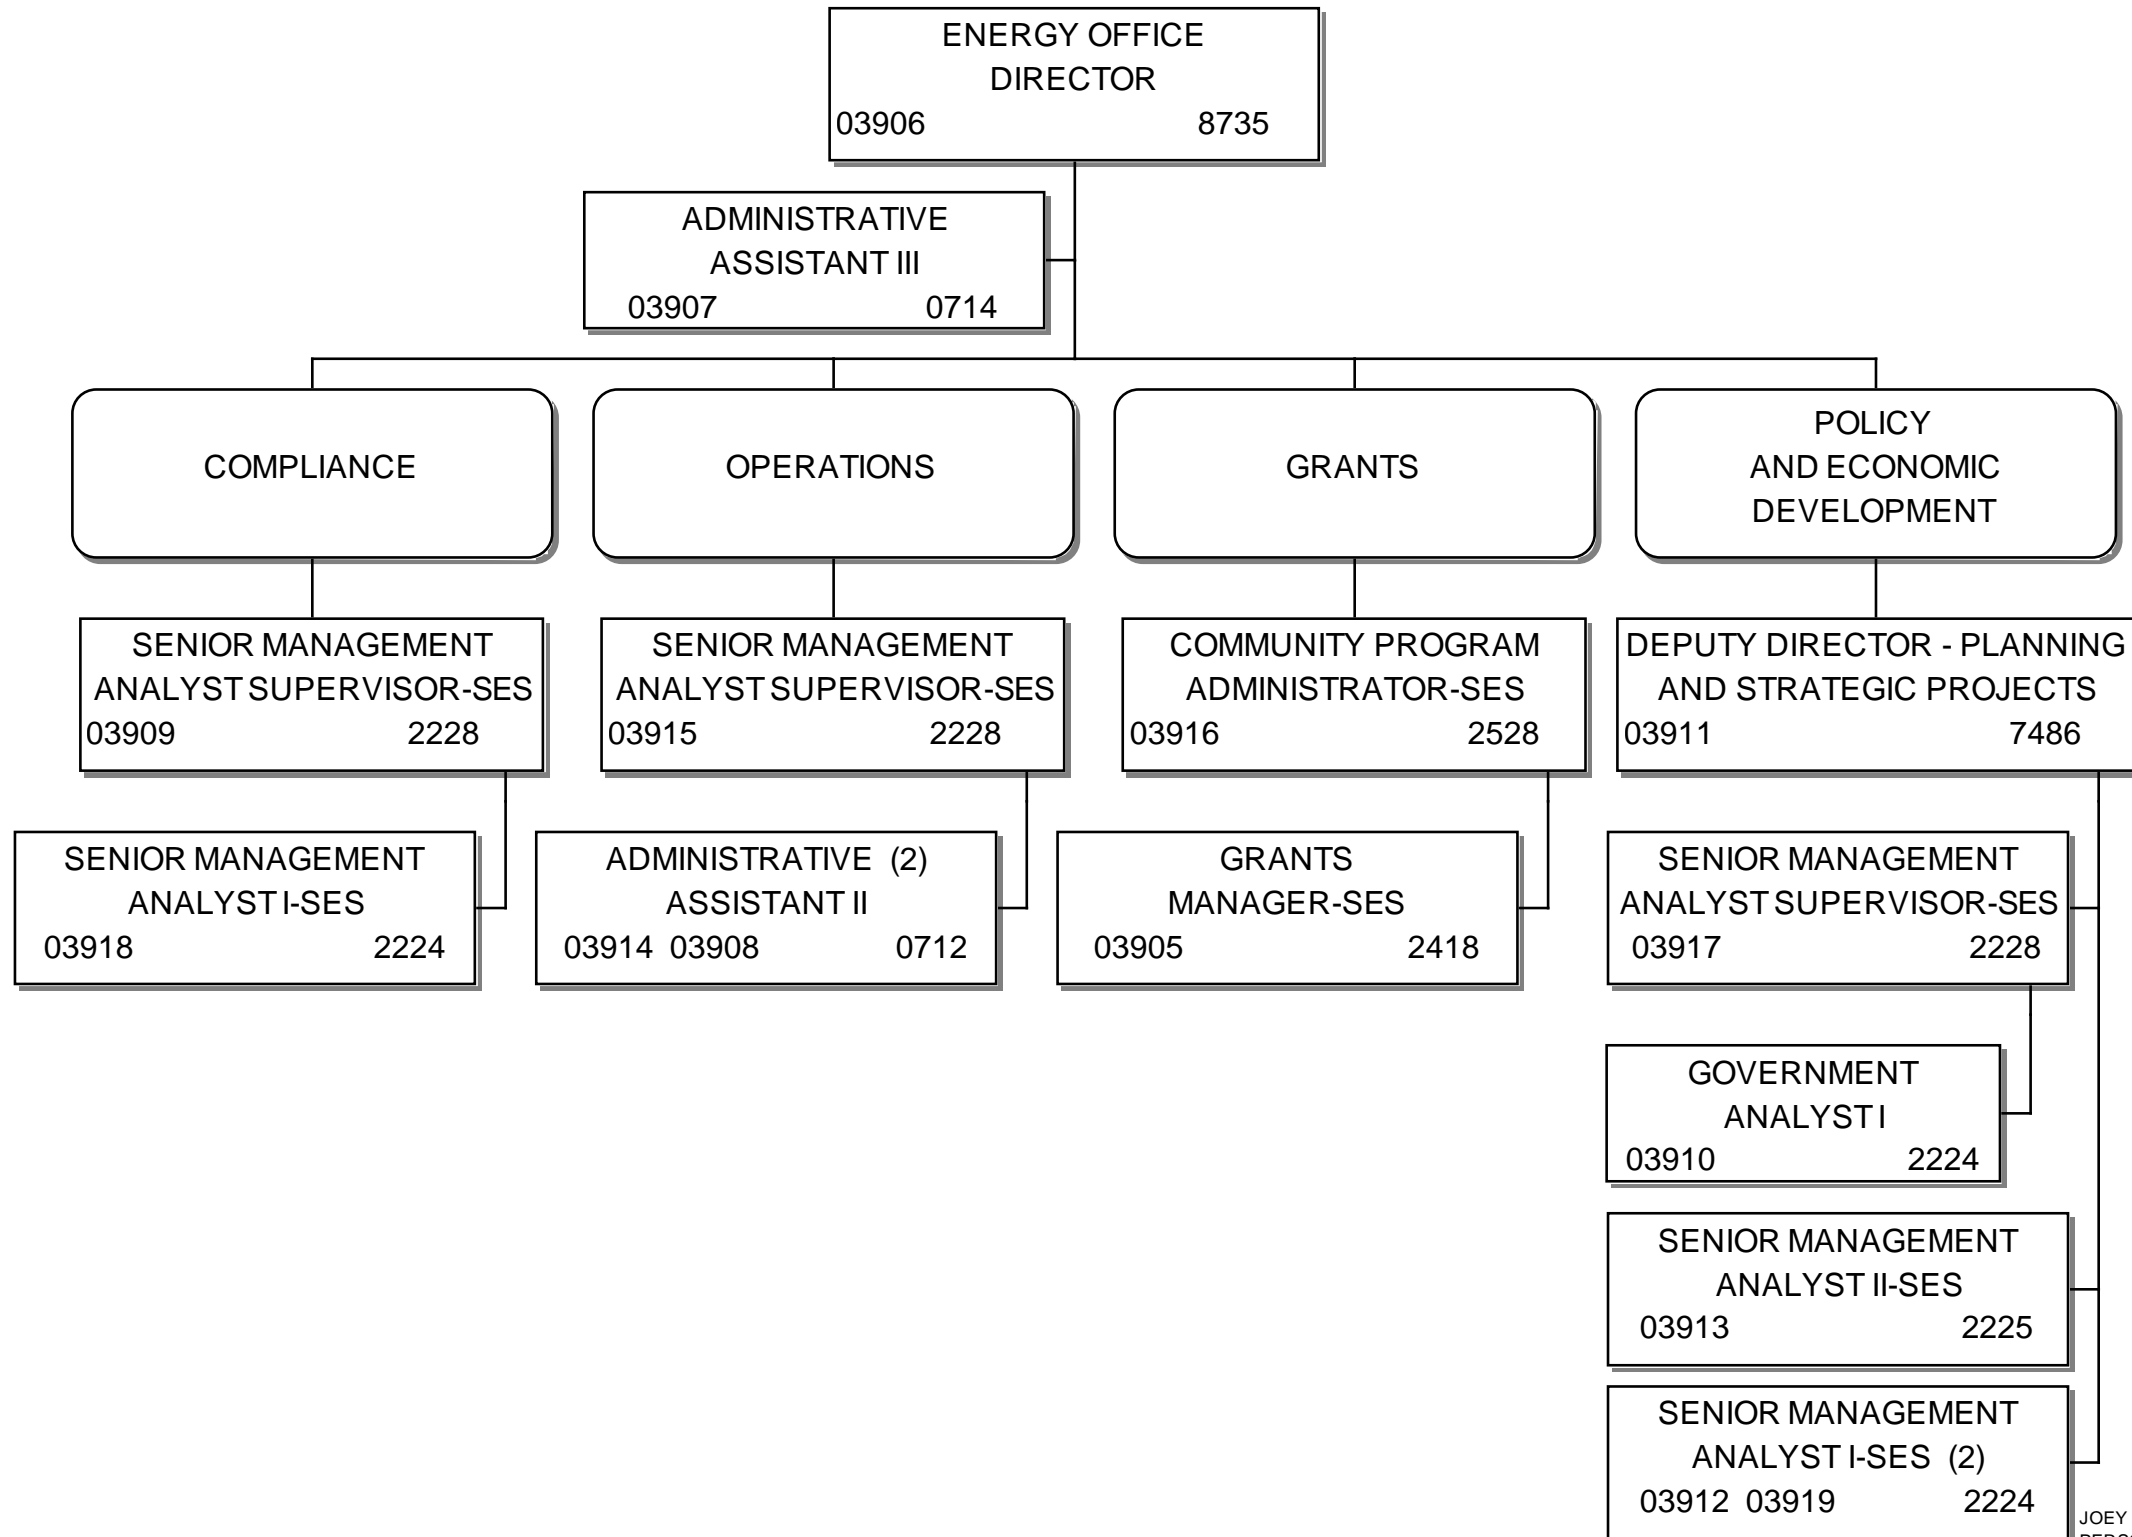 ENERGY OFFICE
DIRECTOR
03906 8735
ADMINISTRATIVE
ASSISTANT III
03907 0714
COMPLIANCE
OPERATIONS
GRANTS
POLICY
AND ECONOMIC
DEVELOPMENT
SENIOR MANAGEMENT
ANALYST SUPERVISOR-SES
03909 2228
SENIOR MANAGEMENT
ANALYST SUPERVISOR-SES
03915 2228
COMMUNITY PROGRAM
ADMINISTRATOR-SES
03916 2528
DEPUTY DIRECTOR - PLANNING
AND STRATEGIC PROJECTS
03911 7486
SENIOR MANAGEMENT
ANALYST I-SES
03918 2224
ADMINISTRATIVE (2)
ASSISTANT II
03914 03908 0712
GRANTS
MANAGER-SES
03905 2418
SENIOR MANAGEMENT
ANALYST SUPERVISOR-SES
03917 2228
GOVERNMENT
ANALYST I
03910 2224
SENIOR MANAGEMENT
ANALYST II-SES
03913 2225
SENIOR MANAGEMENT
ANALYST I-SES (2)
03912 03919 2224
JOEY